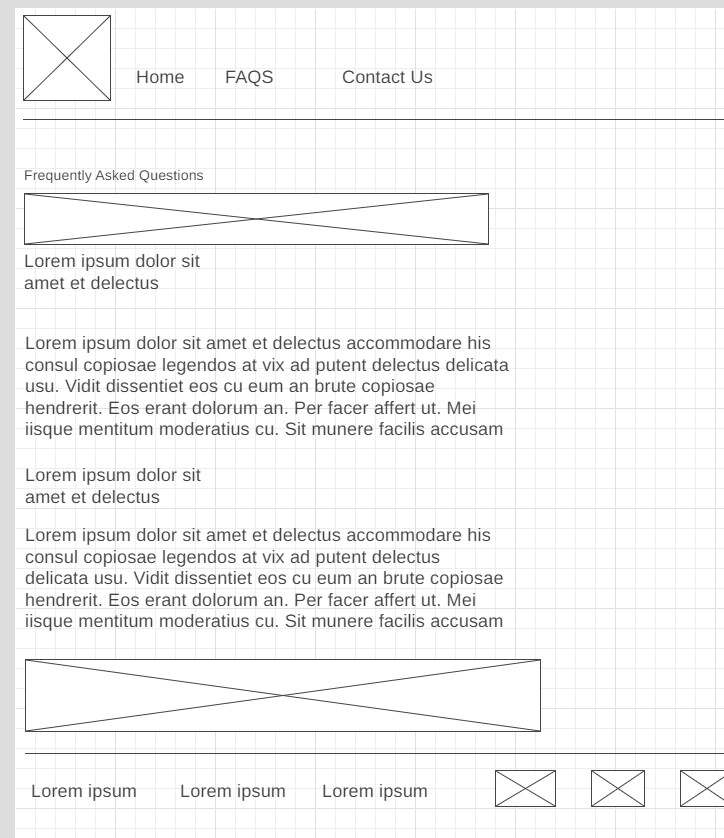 Home FAQS Contact Us
Frequently Asked Questions
Lorem ipsum dolor sit
amet et delectus
Lorem ipsum dolor sit amet et delectus accommodare his
consul copiosae legendos at vix ad putent delectus delicata
usu. Vidit dissentiet eos cu eum an brute copiosae
hendrerit. Eos erant dolorum an. Per facer affert ut. Mei
iisque mentitum moderatius cu. Sit munere facilis accusam
Lorem ipsum dolor sit
amet et delectus
Lorem ipsum dolor sit amet et delectus accommodare his
consul copiosae legendos at vix ad putent delectus
delicata usu. Vidit dissentiet eos cu eum an brute copiosae
hendrerit. Eos erant dolorum an. Per facer affert ut. Mei
iisque mentitum moderatius cu. Sit munere facilis accusam
Lorem ipsum Lorem ipsum Lorem ipsum